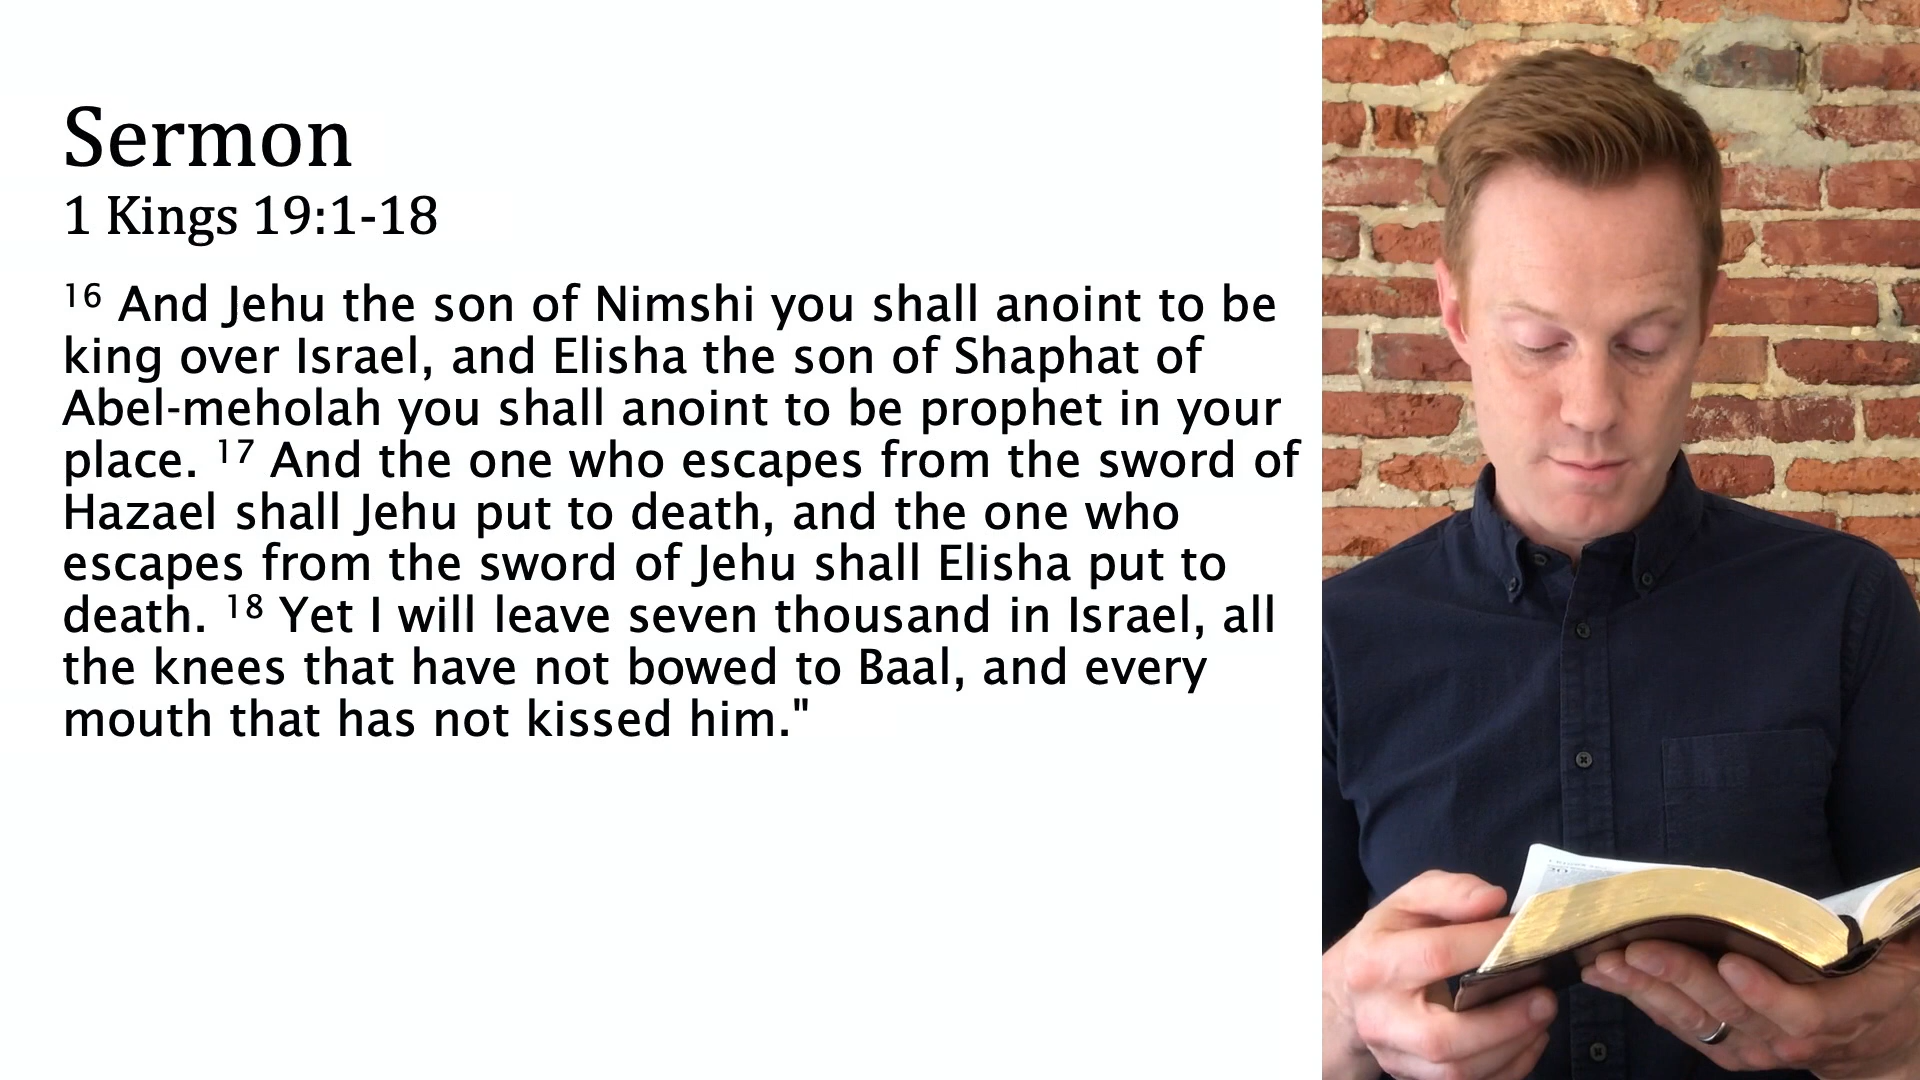 Sermon
1 Kings 19:1-18
16 And Jehu the son of Nimshi you shall anoint to be
king over Israel, and Elisha the son of Shaphat of
Abel-meholah you shall anoint to be prophet in your
place. 17 And the one who escapes from the sword of
Hazael shall Jehu put to death, and the one who
escapes from the sword of Jehu shall Elisha put to
death. 18 Yet I will leave seven thousand in Israel, all
the knees that have not bowed to Baal, and every
mouth that has not kissed him."